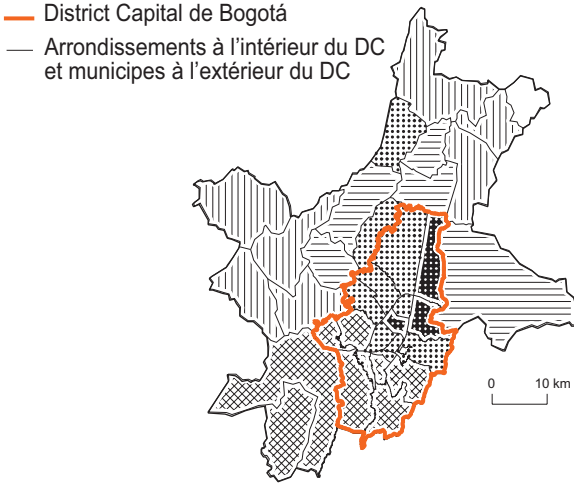 District Capital de Bogotá
Arrondissements à l'intérieur du DC
et municipes à l'extérieur du DC
0 10 km